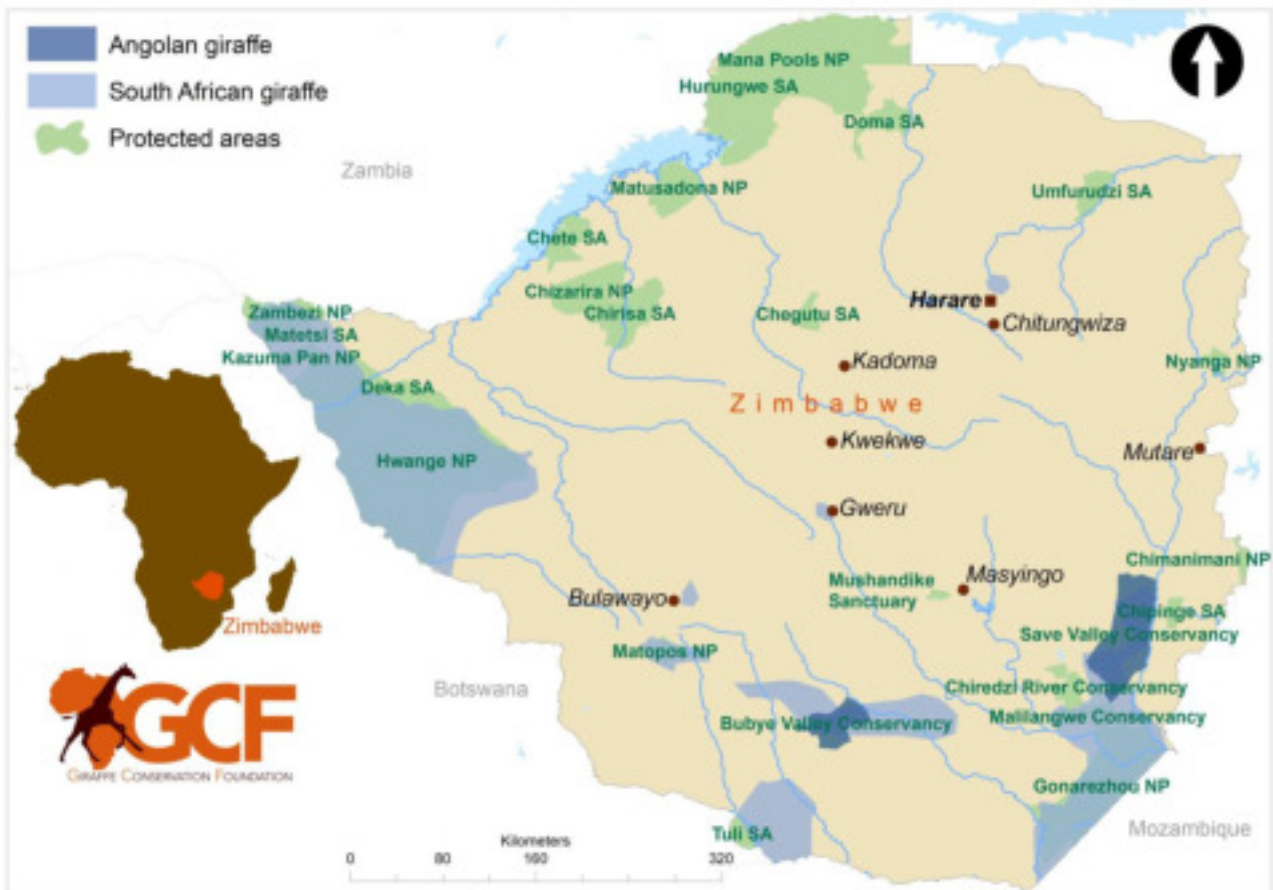 Angolan giraffe
South African giraffe
Protected areas
Zambia
Mana Pools NP
Hurungwe SA
Doma SA
Matusadona NP
Umfurudzi SA
Chete SA
Chizarira NP
Chirisa SA
Chegutu SA
Harare
Chitungwiza
Zambezi NP
Matetsi SA
Kazuma Pan NP
Deka SA
Kadoma
Nyanga NP
Zimbabwe
Kwekwe
Mutare
Hwange NP
Gweru
Chimanimani NP
Mushandike
Sanctuary
Masyingo
Bulawayo
Chipinge SA
Save Valley Conservancy
Zimbabwe
Matopos NP
Botswana
Chiredzi River Conservancy
Malilangwe Conservancy
Bubye Valley Conservancy
GCF
GIRAFFE CONSERVATION FOUNDATION
Gonarezhou NP
Mozambique
Tuli SA
Kilometers
0 80 160 320